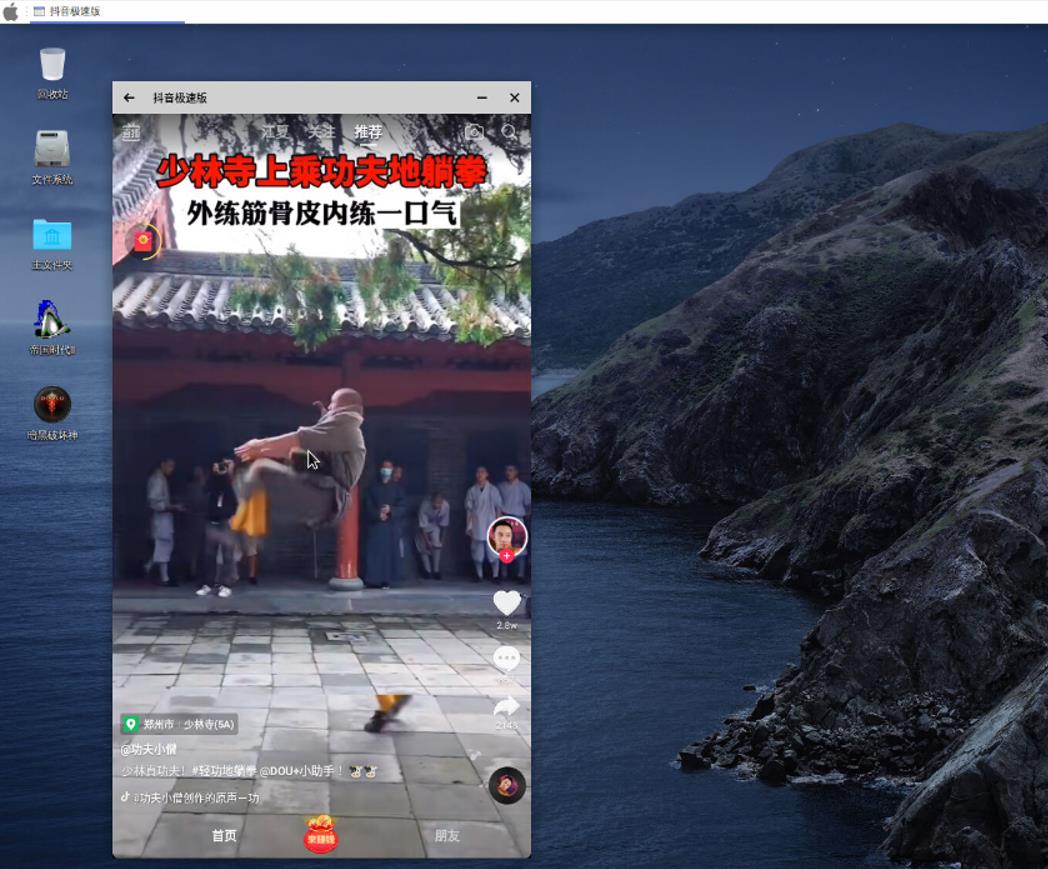 抖音极速版
回收站
文件系统
主文件夹
帝国时代III
暗黑破坏神
抖音极速版
直播
江夏
关注
推荐
少林寺上乘功夫地躺拳
外练筋骨皮内练一口气
2.8w
2143
郑州市 | 少林寺(5A)
@功夫小僧
少林真功夫! #轻功地躺拳 @DOU+小助手!
@功夫小僧创作的原声一功
首页
来赚钱
朋友